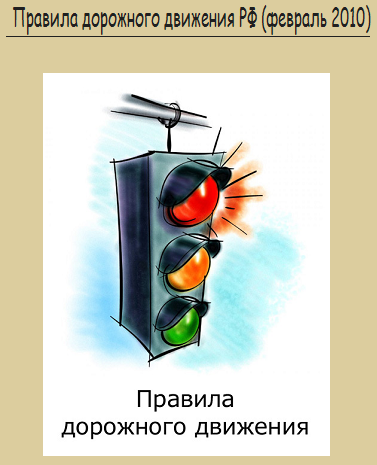 Правила дорожного движения РФ (февраль 2010)
Правила
дорожного движения